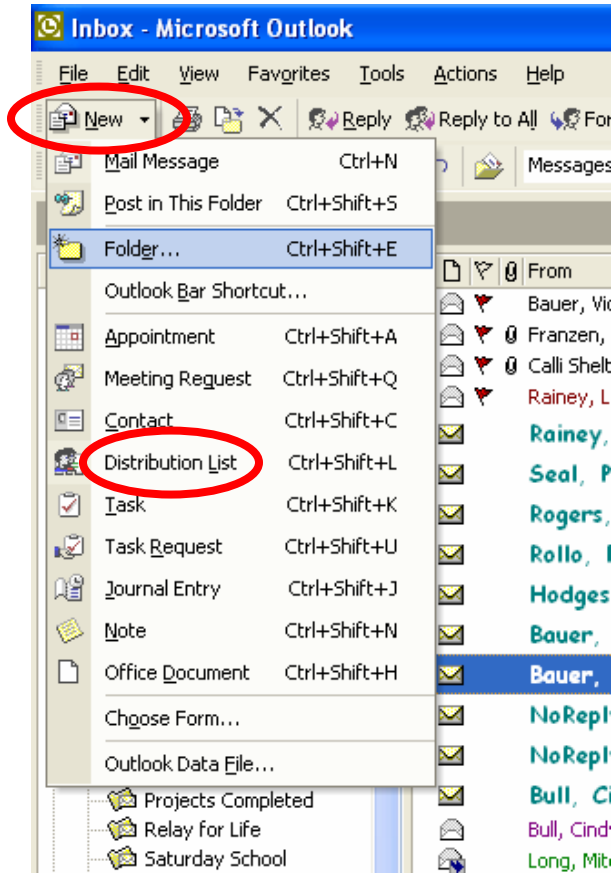 Inbox - Microsoft Outlook
File Edit View Favorites Tools Actions Help
New Reply Reply to All
Mail Message Ctrl+N
Messages
Post in This Folder Ctrl+Shift+S
Folder... Ctrl+Shift+E
From
Outlook Bar Shortcut...
Bauer,
Appointment Ctrl+Shift+A
Franzen,
Meeting Request Ctrl+Shift+Q
Calli
Contact Ctrl+Shift+C
Rainey,
Rainey,
Distribution List Ctrl+Shift+L
Seal,
Task Ctrl+Shift+K
Rogers,
Task Request Ctrl+Shift+U
Rollo,
Journal Entry Ctrl+Shift+J
Hodges
Note Ctrl+Shift+N
Bauer,
Office Document Ctrl+Shift+H
Bauer,
Choose Form...
Outlook Data File...
Projects Completed
Bull,
Relay for Life
Bull,
Saturday School
Long,